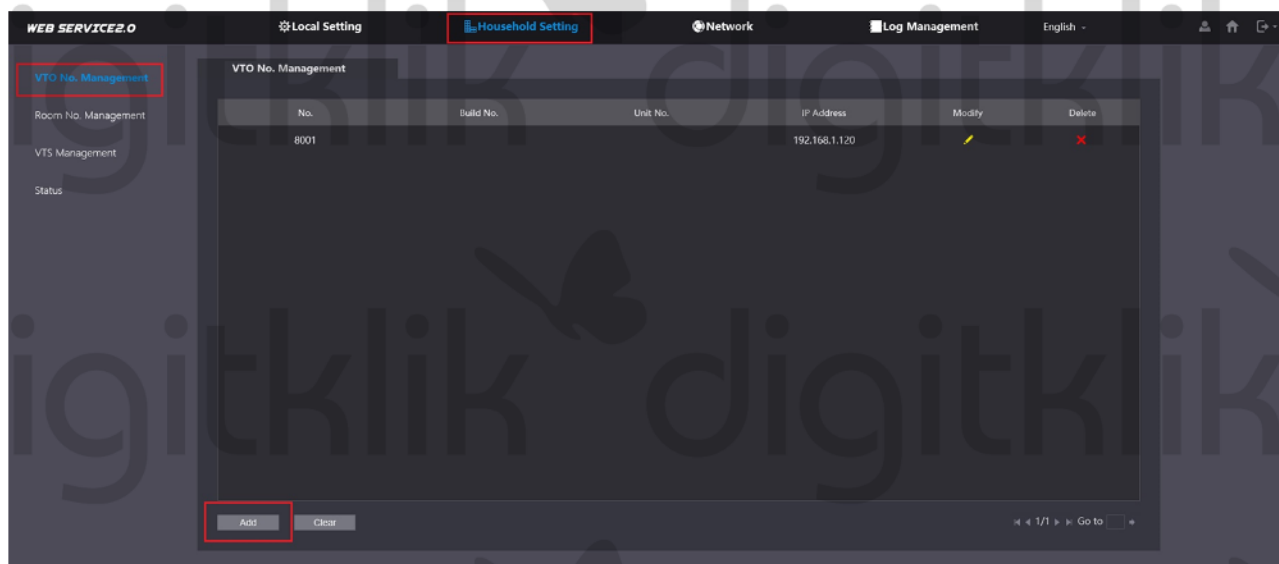 WEB SERVICE2.0 Local Setting Household Setting Network Log Management English
VTO No. Management
Room No. Management
VTS Management
Status
VTO No. Management
No. Build No. Unit No. IP Address Modify Delete
8001 192.168.1.120
Add Clear 1/1 Go to
digitklik